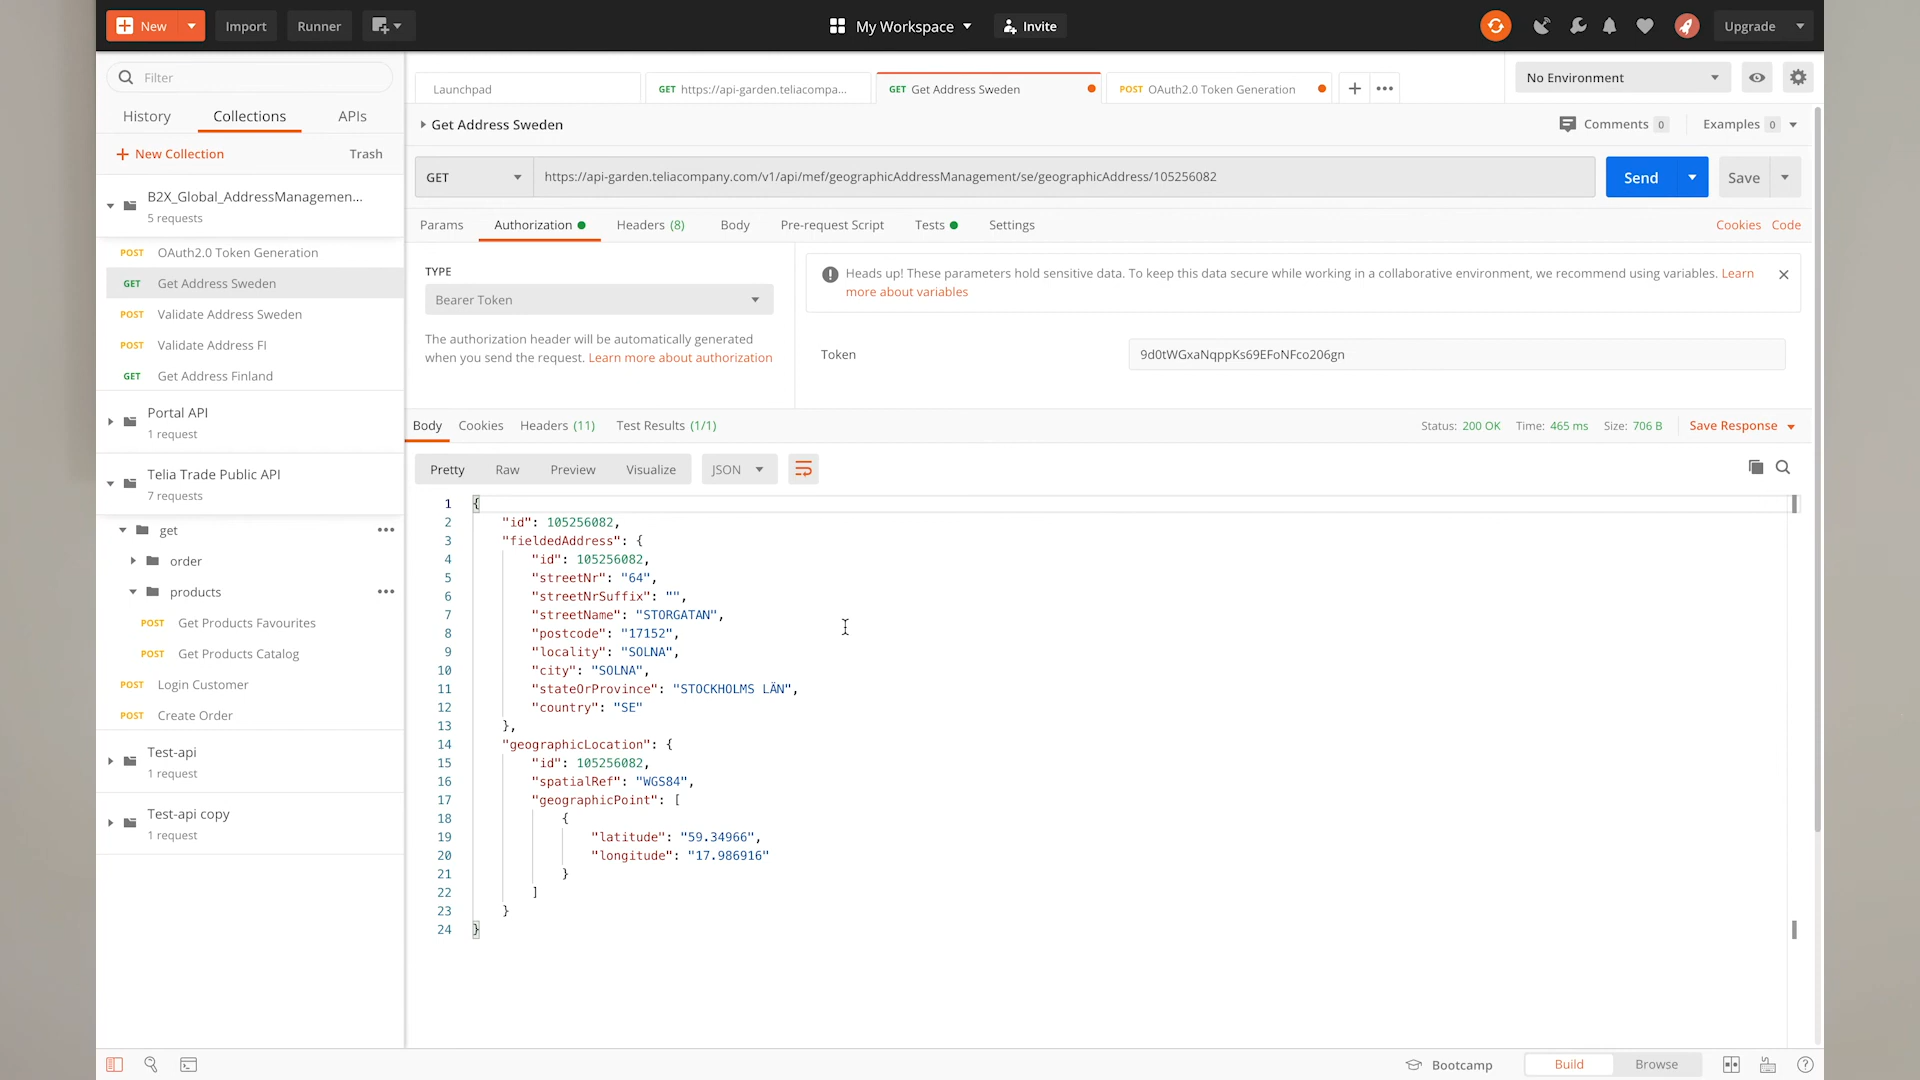 New
Import
Runner
My Workspace
Invite
Upgrade
Filter
History
Collections
APIs
New Collection
Trash
B2X_Global_AddressManagemen...
5 requests
POST OAuth2.0 Token Generation
GET Get Address Sweden
POST Validate Address Sweden
POST Validate Address FI
GET Get Address Finland
Portal API
1 request
Telia Trade Public API
7 requests
get
order
products
POST Get Products Favourites
POST Get Products Catalog
POST Login Customer
POST Create Order
Test-api
1 request
Test-api copy
1 request
Launchpad
GET https://api-garden.teliacompa...
GET Get Address Sweden
POST OAuth2.0 Token Generation
No Environment
Get Address Sweden
Comments 0
Examples 0
GET
https://api-garden.teliacompany.com/v1/api/mef/geographicAddressManagement/se/geographicAddress/105256082
Send
Save
Params
Authorization
Headers (8)
Body
Pre-request Script
Tests
Settings
Cookies
Code
TYPE
Bearer Token
The authorization header will be automatically generated
when you send the request. Learn more about authorization
Heads up! These parameters hold sensitive data. To keep this data secure while working in a collaborative environment, we recommend using variables. Learn
more about variables
Token
9d0tWGxaNqppKs69EFoNFco206gn
Body
Cookies
Headers (11)
Test Results (1/1)
Status: 200 OK
Time: 465 ms
Size: 706 B
Save Response
Pretty
Raw
Preview
Visualize
JSON
1 {
2 "id": 105256082,
3 "fieldedAddress": {
4 "id": 105256082,
5 "streetNr": "64",
6 "streetNrSuffix": "",
7 "streetName": "STORGATAN",
8 "postcode": "17152",
9 "locality": "SOLNA",
10 "city": "SOLNA",
11 "stateOrProvince": "STOCKHOLMS LÄN",
12 "country": "SE"
13 },
14 "geographicLocation": {
15 "id": 105256082,
16 "spatialRef": "WGS84",
17 "geographicPoint": [
18 {
19 "latitude": "59.34966",
20 "longitude": "17.986916"
21 }
22 ]
23 }
24 }
Bootcamp
Build
Browse